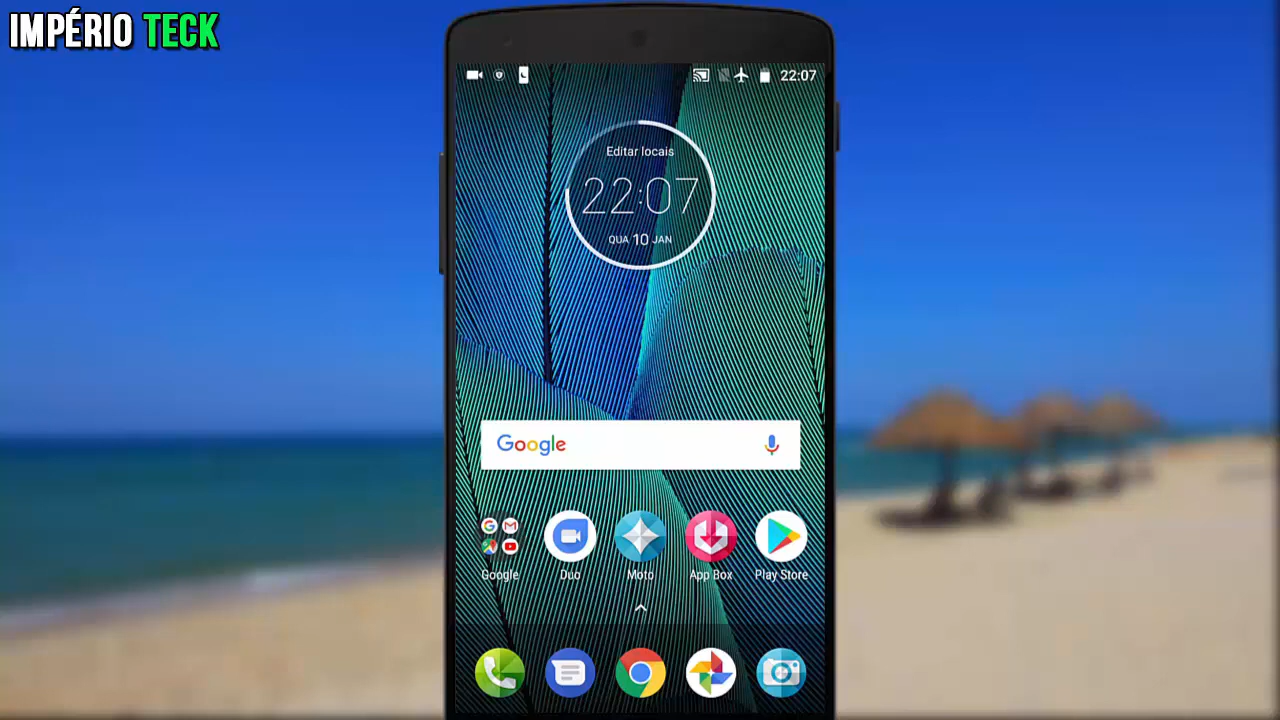 IMPÉRIO TECK
22:07
Editar locais
22:07
QUA 10 JAN
Google
Google
Duo
Moto
App Box
Play Store